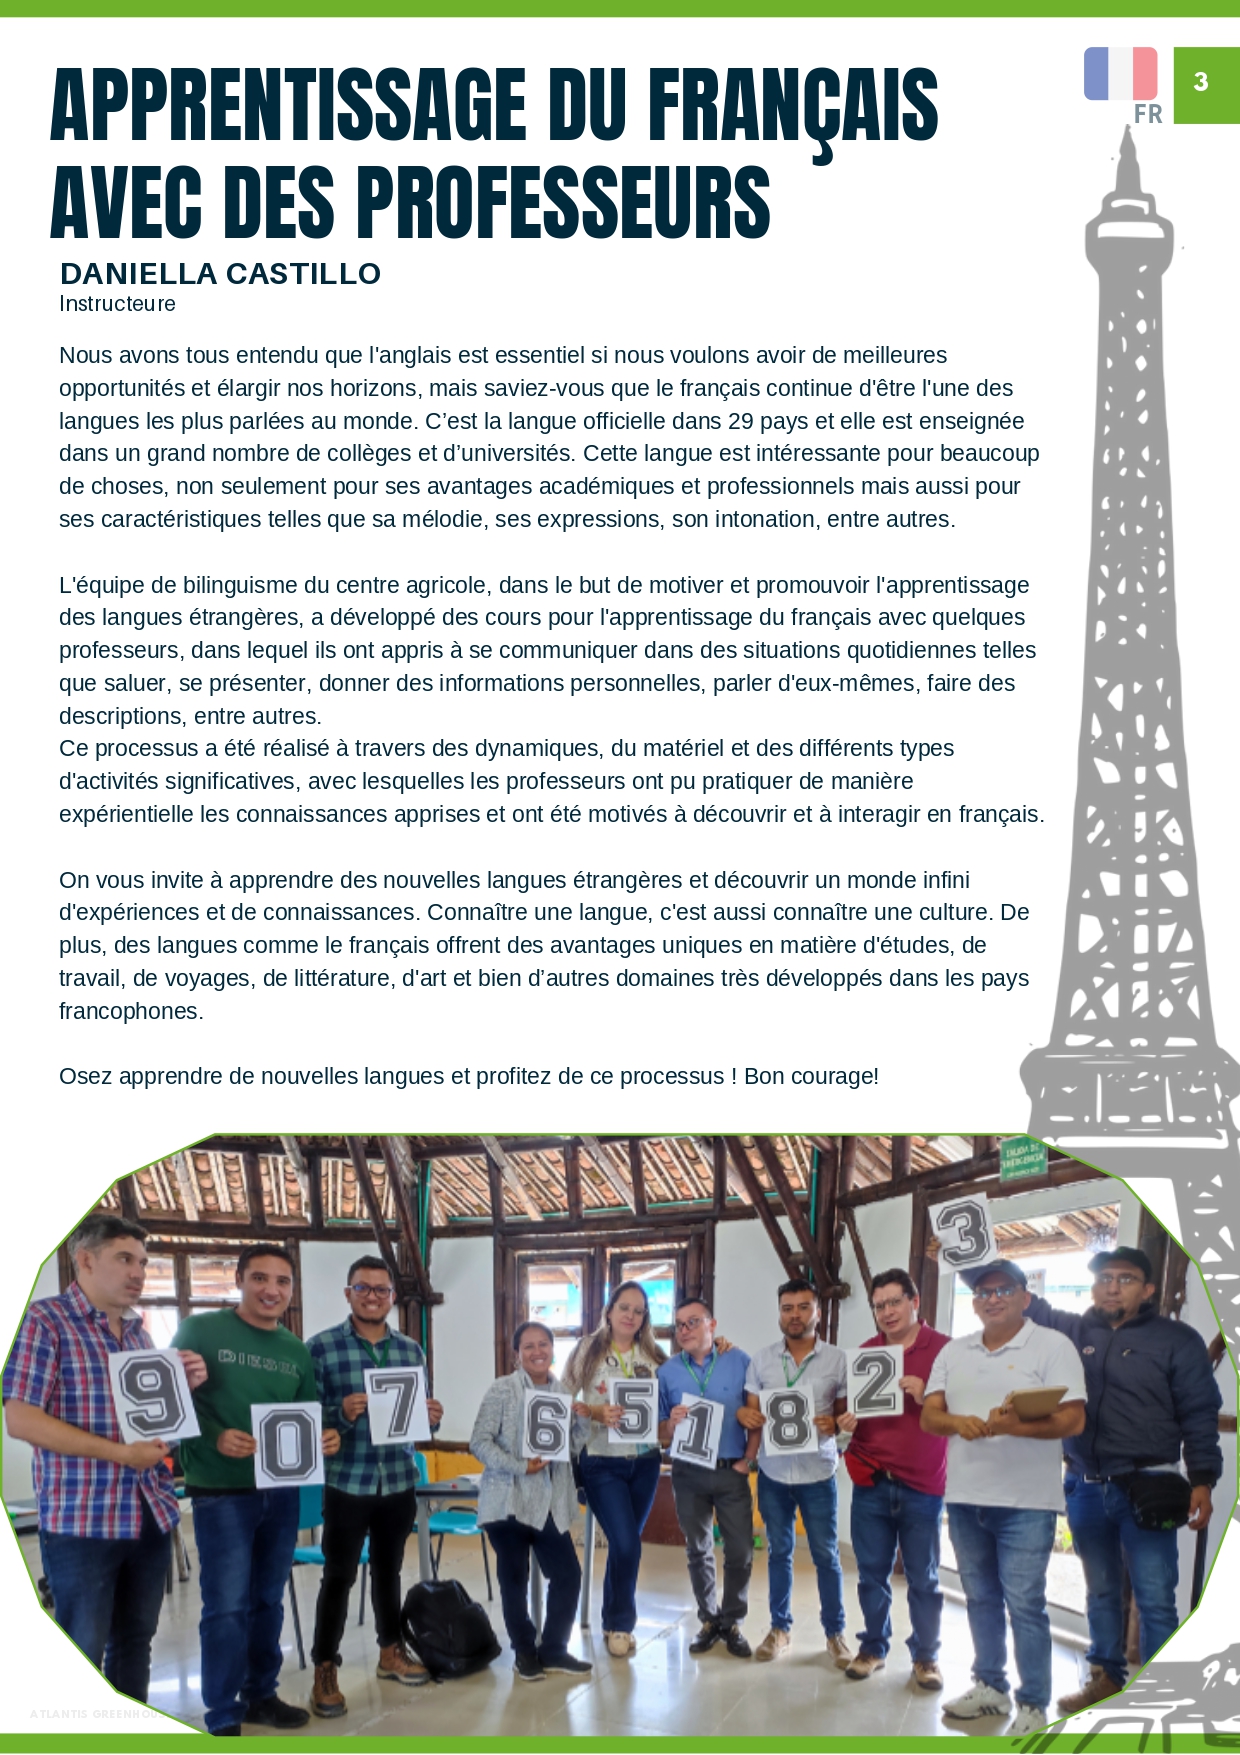 FR
3
APPRENTISSAGE DU FRANÇAIS
AVEC DES PROFESSEURS
DANIELLA CASTILLO
Instructeure
Nous avons tous entendu que l'anglais est essentiel si nous voulons avoir de meilleures
opportunités et élargir nos horizons, mais saviez-vous que le français continue d'être l'une des
langues les plus parlées au monde. C’est la langue officielle dans 29 pays et elle est enseignée
dans un grand nombre de collèges et d’universités. Cette langue est intéressante pour beaucoup
de choses, non seulement pour ses avantages académiques et professionnels mais aussi pour
ses caractéristiques telles que sa mélodie, ses expressions, son intonation, entre autres.
L'équipe de bilinguisme du centre agricole, dans le but de motiver et promouvoir l'apprentissage
des langues étrangères, a développé des cours pour l'apprentissage du français avec quelques
professeurs, dans lequel ils ont appris à se communiquer dans des situations quotidiennes telles
que saluer, se présenter, donner des informations personnelles, parler d'eux-mêmes, faire des
descriptions, entre autres.
Ce processus a été réalisé à travers des dynamiques, du matériel et des différents types
d'activités significatives, avec lesquelles les professeurs ont pu pratiquer de manière
expérientielle les connaissances apprises et ont été motivés à découvrir et à interagir en français.
On vous invite à apprendre des nouvelles langues étrangères et découvrir un monde infini
d'expériences et de connaissances. Connaître une langue, c'est aussi connaître une culture. De
plus, des langues comme le français offrent des avantages uniques en matière d'études, de
travail, de voyages, de littérature, d'art et bien d’autres domaines très développés dans les pays
francophones.
Osez apprendre de nouvelles langues et profitez de ce processus ! Bon courage!
SALIDA DE
EMERGENCIA
3
DIESEL
9
0
7
6
5
1
8
2
ATLANTIS GREENHOUS